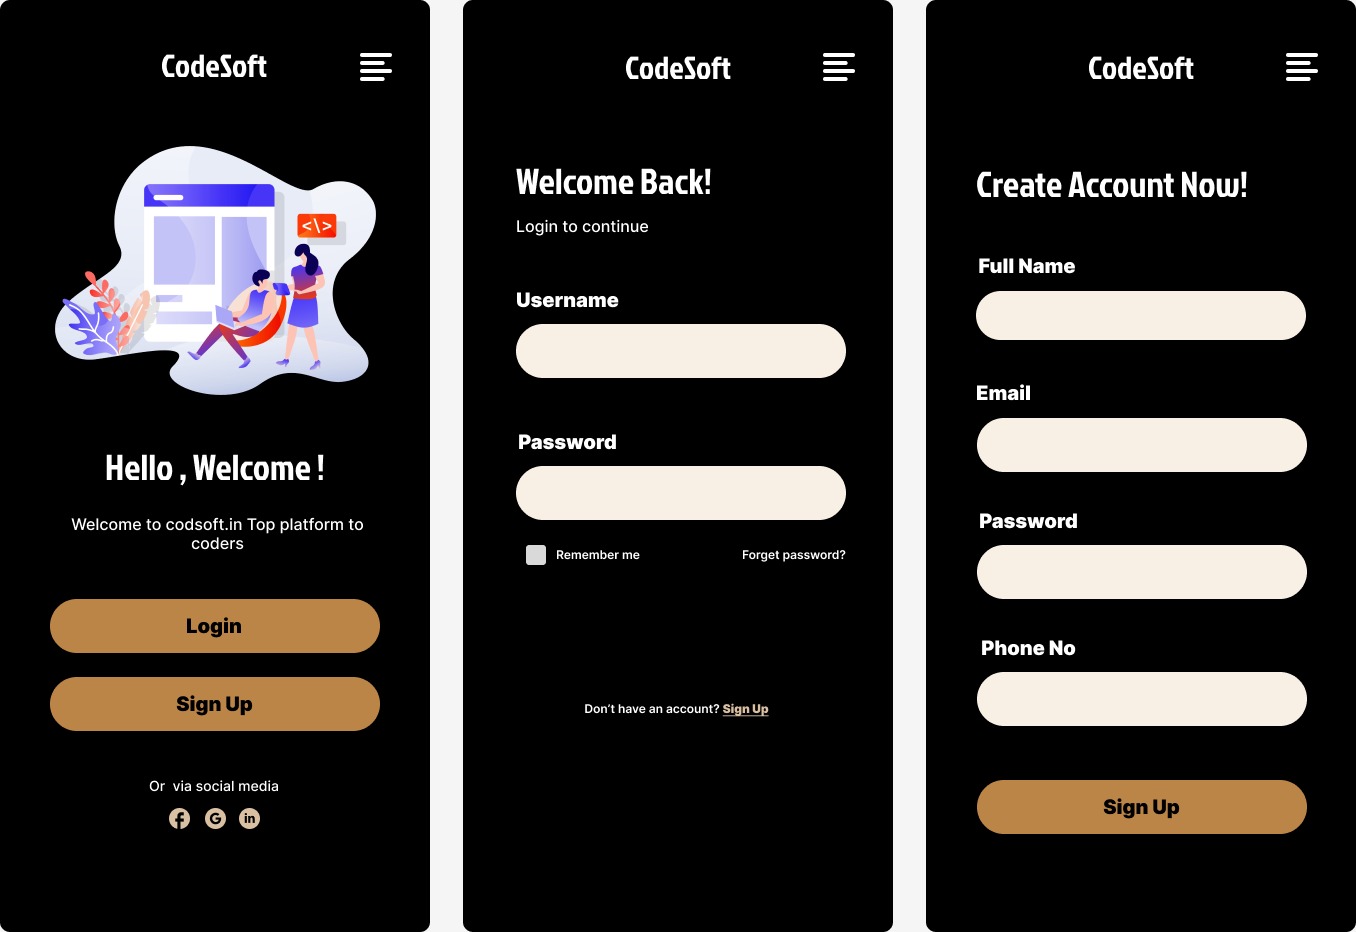 CodeSoft
</>
Hello , Welcome !
Welcome to codsoft.in Top platform to
coders
Login
Sign Up
Or  via social media
f G in
CodeSoft
Welcome Back!
Login to continue
Username
Password
Remember me
Forget password?
Don't have an account? Sign Up
CodeSoft
Create Account Now!
Full Name
Email
Password
Phone No
Sign Up